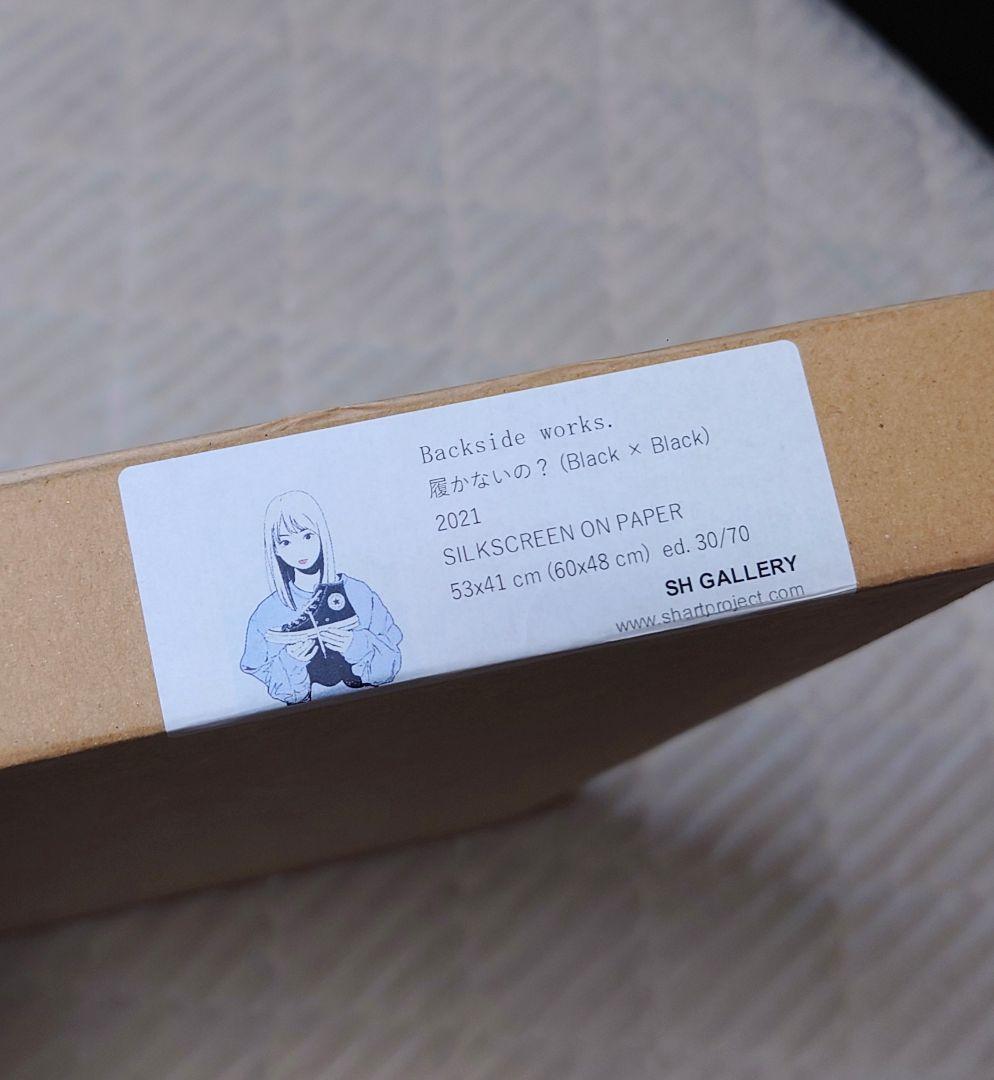 Backside works.
履かないの？ (Black × Black)
2021
SILKSCREEN ON PAPER
53x41 cm (60x48 cm) ed. 30/70
SH GALLERY
www.shartproject.com